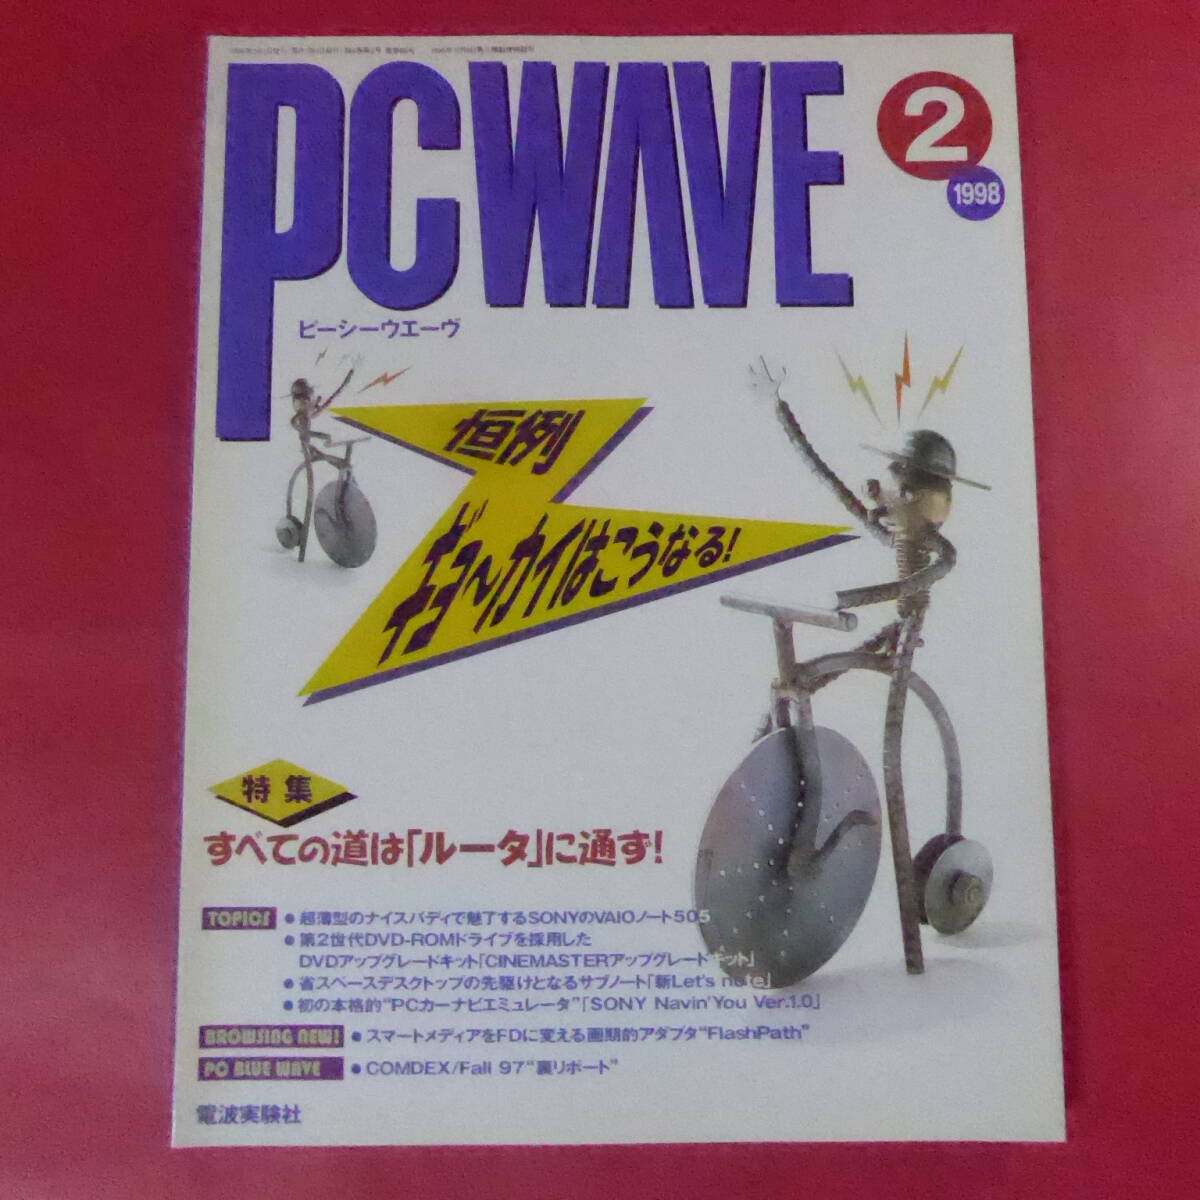 PC WAVE
2
1998
ピーシーウエーヴ
恒例
ギョ〜カイはこうなる!
特集
すべての道は「ルータ」に通ず!
TOPICS
● 超薄型のナイスバディで魅了するSONYのVAIOノート505
● 第2世代DVD-ROMドライブを採用した
DVDアップグレードキット「CINEMASTERアップグレードキット」
● 省スペースデスクトップの先駆けとなるサブノート「新Let's note」
● 初の本格的“PCカーナビエミュレータ”「SONY Navin'You Ver.1.0」
BROWSING NEW!
● スマートメディアをFDに変える画期的アダプタ“FlashPath”
PC BLUE WAVE
● COMDEX/Fall 97“裏リポート”
電波実験社